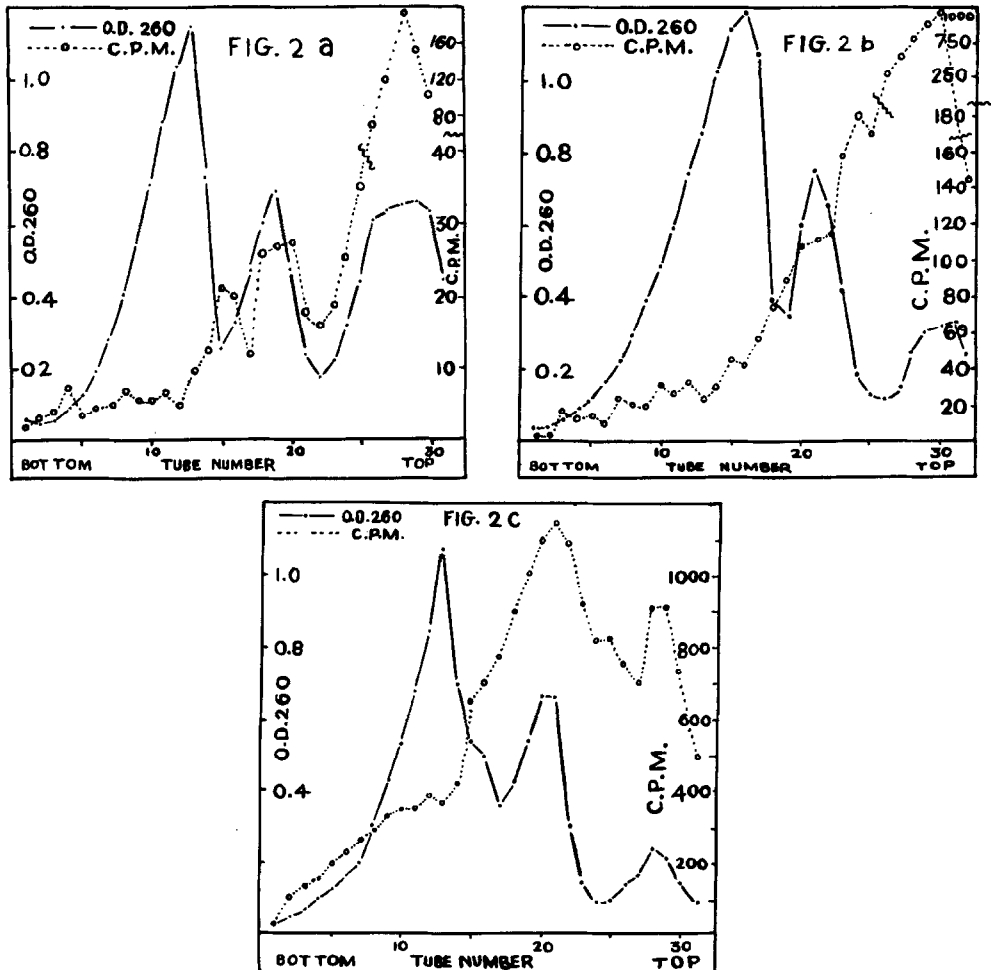 O.D. 260
C.P.M.
FIG. 2 a
1.0
0.8
0.4
0.2
O.D.260
160
120
80
40
30
20
10
C.P.M.
10
20
30
BOTTOM TUBE NUMBER TOP
O.D. 260
C.P.M.
FIG. 2 b
1.0
0.8
0.4
0.2
O.D.260
1000
750
250
180
160
140
120
100
80
60
40
20
C.P.M.
10
20
30
BOTTOM TUBE NUMBER TOP
O.D.260
C.P.M.
FIG. 2 C
1.0
0.8
0.4
O.D.260
1000
800
600
400
200
C.P.M.
10
20
30
BOTTOM TUBE NUMBER TOP